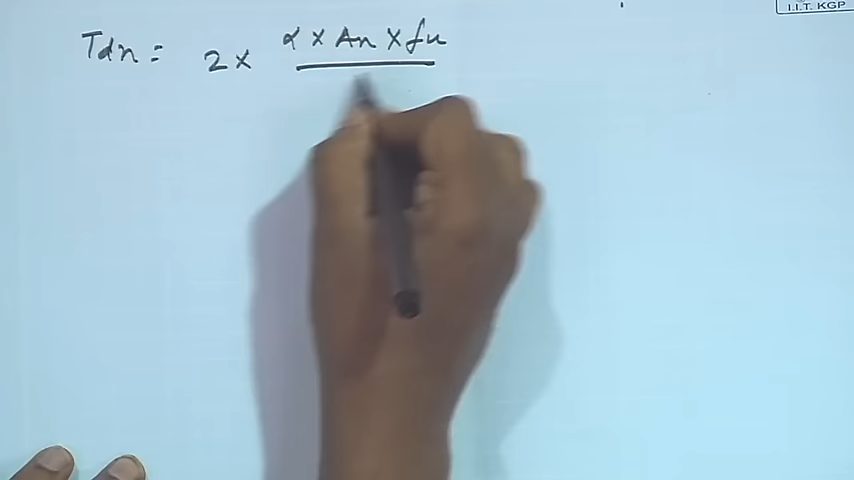 I.I.T. KGP
Tdn = 2 × α × An × fu